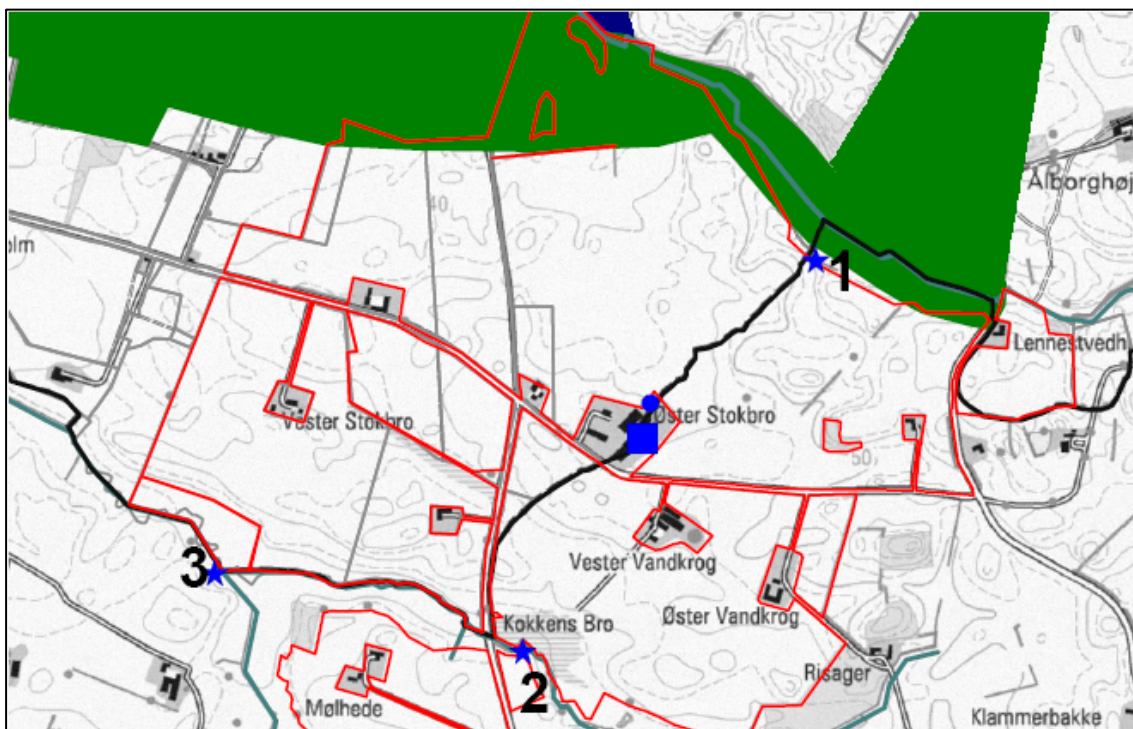 40
Ålborghøj
olm
1
Lennestvedh
Vester Stokbro
Øster Stokbro
50
Vester Vandkrog
3
Øster Vandkrog
Kokkens Bro
Risager
2
Mølhede
Klammerbakke